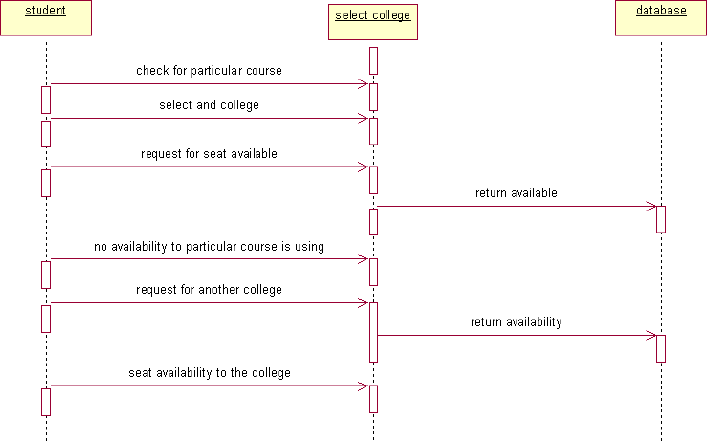 student
select college
database
check for particular course
select and college
request for seat available
return available
no availability to particular course is using
request for another college
return availability
seat availability to the college